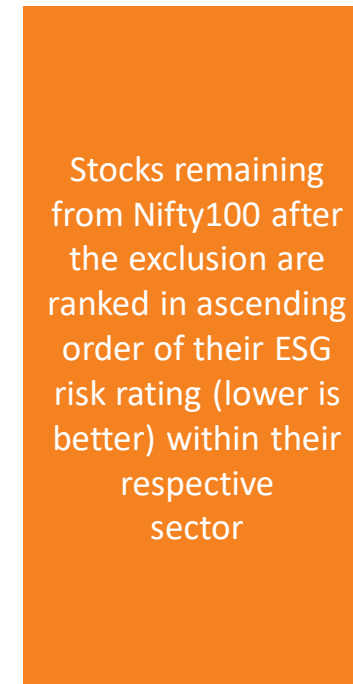 Stocks remaining
from Nifty100 after
the exclusion are
ranked in ascending
order of their ESG
risk rating (lower is
better) within their
respective
sector